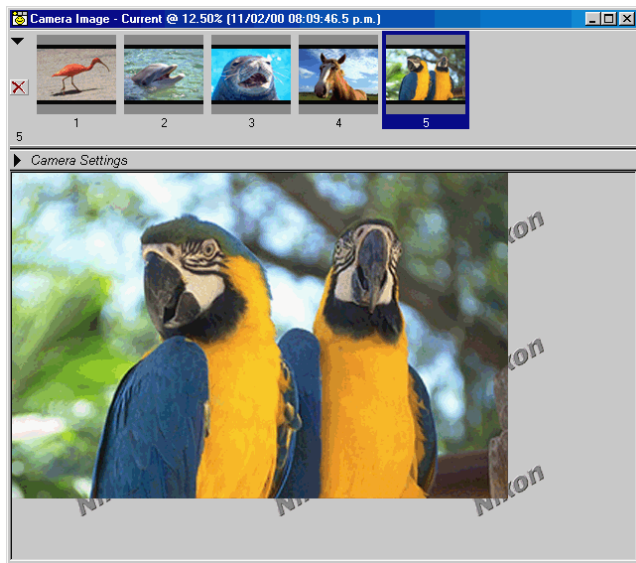 Camera Image - Current @ 12.50% (11/02/00 08:09:46.5 p.m.)
1 2 3 4 5
5
Camera Settings
Nikon
Nikon
Nikon Nikon Nikon